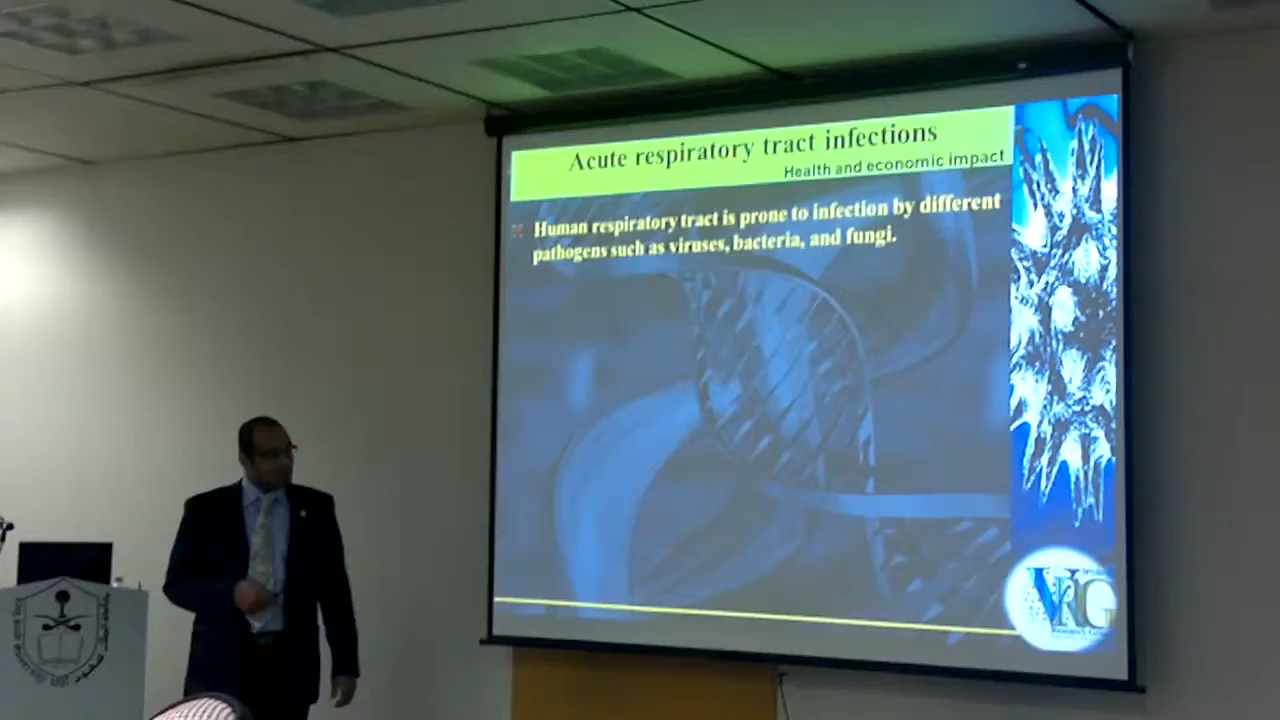 Acute respiratory tract infections
Health and economic impact
Human respiratory tract is prone to infection by different
pathogens such as viruses, bacteria, and fungi.
VRG